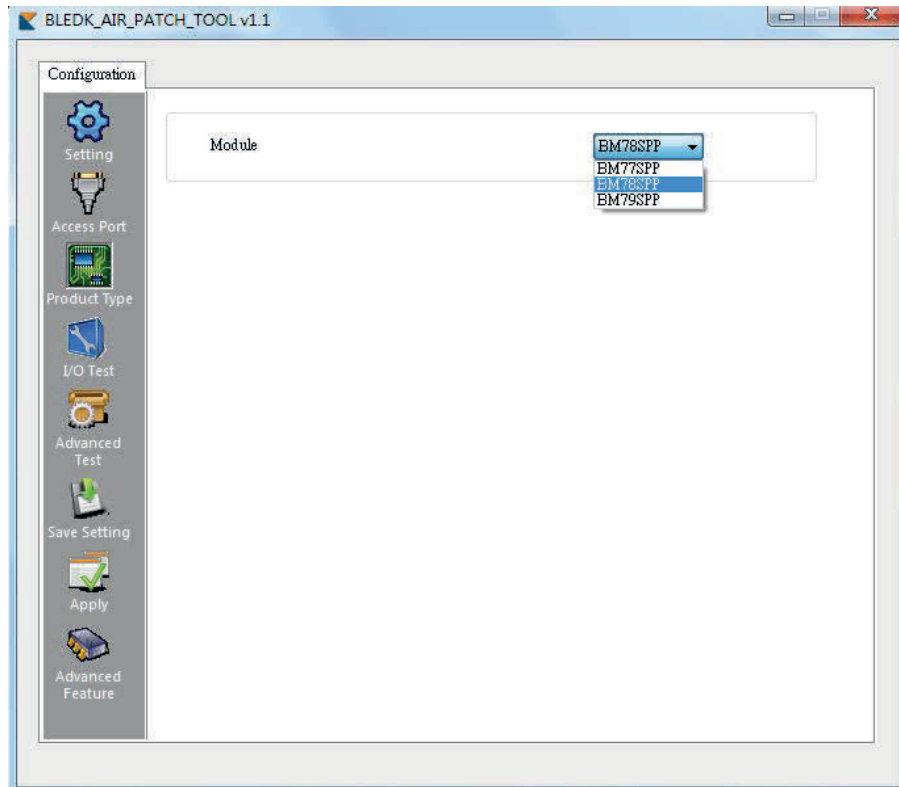 BLEDK_AIR_PATCH_TOOL v1.1
Configuration
Setting
Access Port
Product Type
I/O Test
Advanced
Test
Save Setting
Apply
Advanced
Feature
Module
BM78SPP
BM77SPP
BM78SPP
BM79SPP